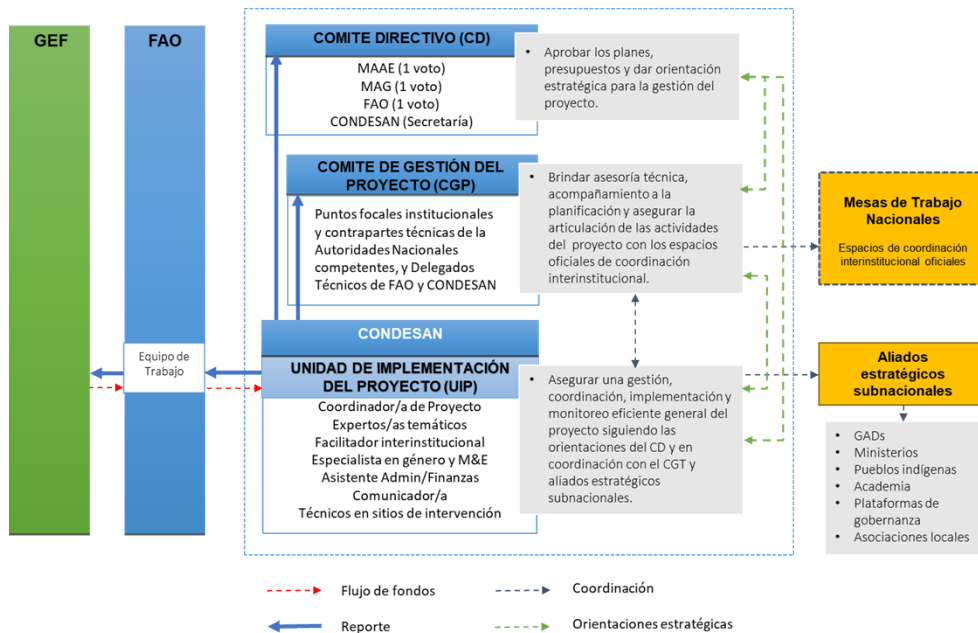 GEF
FAO
Equipo de
Trabajo
COMITE DIRECTIVO (CD)
MAAE (1 voto)
MAG (1 voto)
FAO (1 voto)
CONDESAN (Secretaría)
• Aprobar los planes,
presupuestos y dar orientación
estratégica para la gestión del
proyecto.
COMITE DE GESTIÓN DEL
PROYECTO (CGP)
Puntos focales institucionales
y contrapartes técnicas de la
Autoridades Nacionales
competentes, y Delegados
Técnicos de FAO y CONDESAN
• Brindar asesoría técnica,
acompañamiento a la
planificación y asegurar la
articulación de las actividades
del proyecto con los espacios
oficiales de coordinación
interinstitucional.
Mesas de Trabajo
Nacionales
Espacios de coordinación
interinstitucional oficiales
CONDESAN
UNIDAD DE IMPLEMENTACIÓN
DEL PROYECTO (UIP)
Coordinador/a de Proyecto
Expertos/as temáticos
Facilitador interinstitucional
Especialista en género y M&E
Asistente Admin/Finanzas
Comunicador/a
Técnicos en sitios de intervención
• Asegurar una gestión,
coordinación, implementación y
monitoreo eficiente general del
proyecto siguiendo las
orientaciones del CD y en
coordinación con el CGT y
aliados estratégicos
subnacionales.
Aliados
estratégicos
subnacionales
• GADs
• Ministerios
• Pueblos indígenas
• Academia
• Plataformas de
gobernanza
• Asociaciones locales
Flujo de fondos
Coordinación
Reporte
Orientaciones estratégicas